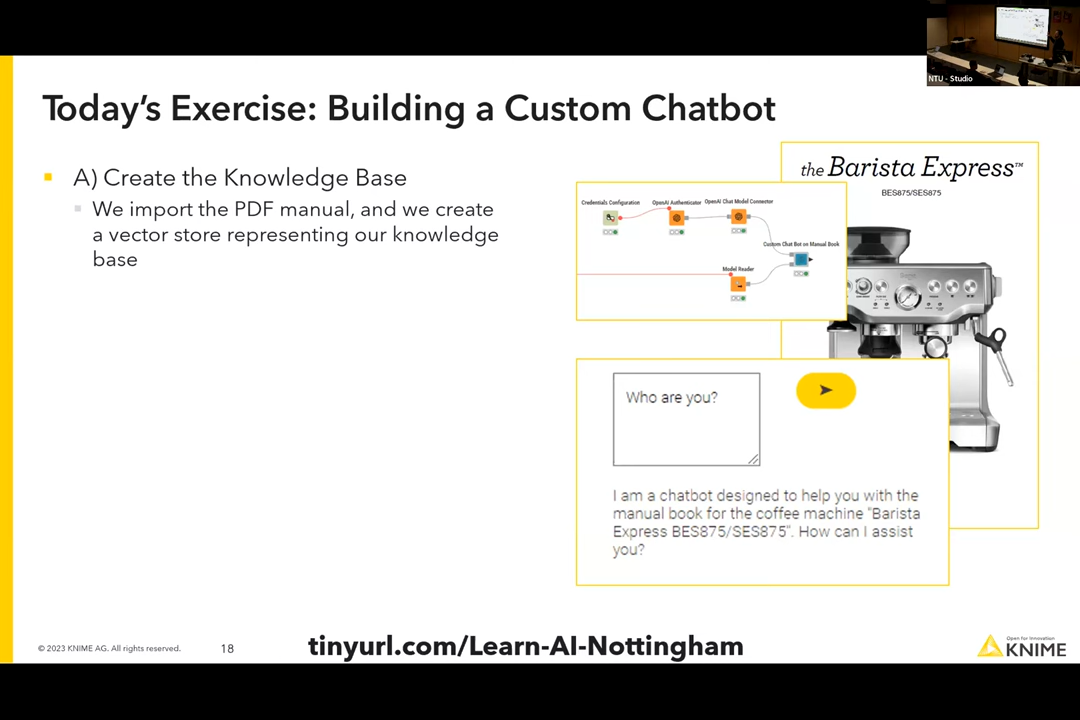 NTU - Studio
Today's Exercise: Building a Custom Chatbot
A) Create the Knowledge Base
We import the PDF manual, and we create
a vector store representing our knowledge
base
the Barista Express™
BES875/SES875
Credentials Configuration
OpenAI Authenticator
OpenAI Chat Model Connector
Custom Chat Bot on Manual Book
Model Reader
Who are you?
I am a chatbot designed to help you with the
manual book for the coffee machine "Barista
Express BES875/SES875". How can I assist
you?
© 2023 KNIME AG. All rights reserved.
18
tinyurl.com/Learn-AI-Nottingham
Open for Innovation
KNIME